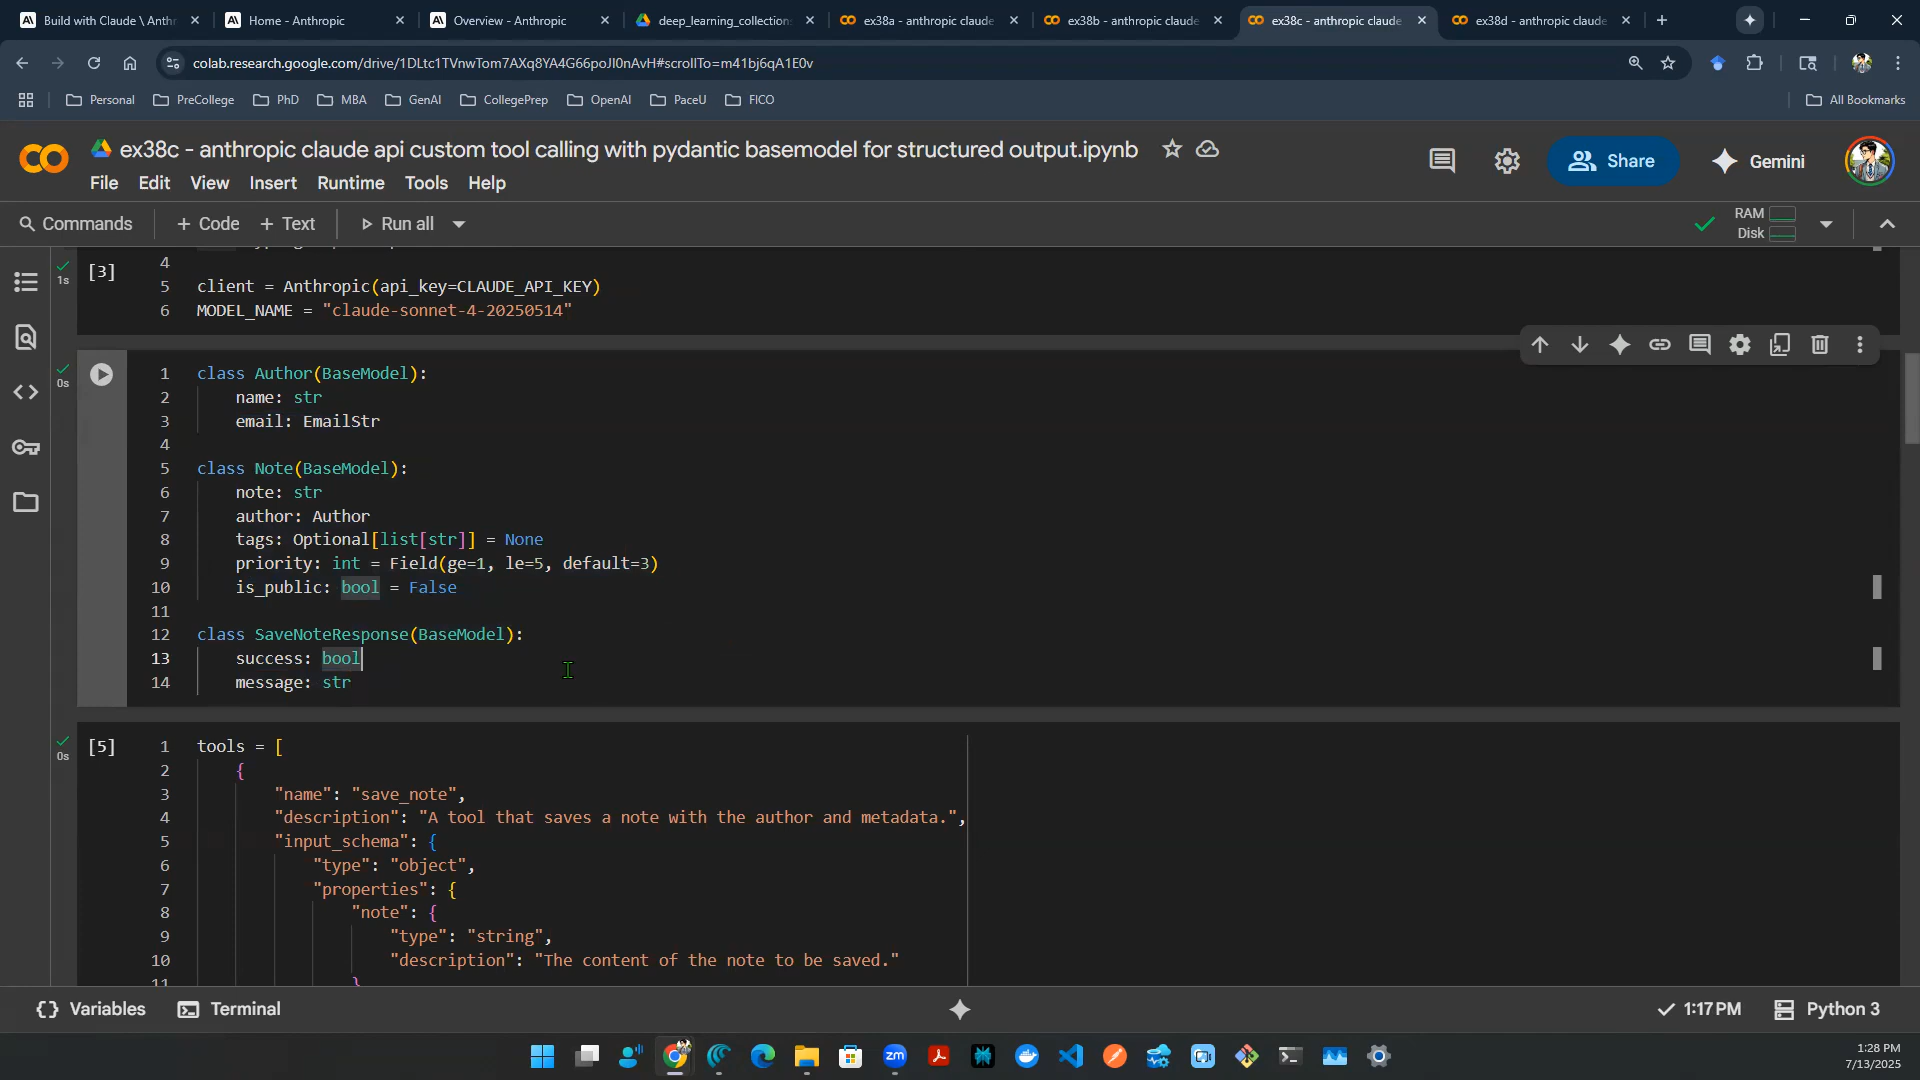 Build with Claude \ Anthr
Home - Anthropic
Overview - Anthropic
deep_learning_collections
ex38a - anthropic claude
ex38b - anthropic claude
ex38c - anthropic claude
ex38d - anthropic claude
colab.research.google.com/drive/1DLtc1TVnwTom7AXq8YA4G66poJl0nAvH#scrollTo=m41bj6qA1E0v
Personal
PreCollege
PhD
MBA
GenAI
CollegePrep
OpenAI
PaceU
FICO
All Bookmarks
ex38c - anthropic claude api custom tool calling with pydantic basemodel for structured output.ipynb
Share
Gemini
File Edit View Insert Runtime Tools Help
Commands + Code + Text Run all
RAM
Disk
1s
[3]
4
5 client = Anthropic(api_key=CLAUDE_API_KEY)
6 MODEL_NAME = "claude-sonnet-4-20250514"
0s
1 class Author(BaseModel):
2 name: str
3 email: EmailStr
4
5 class Note(BaseModel):
6 note: str
7 author: Author
8 tags: Optional[list[str]] = None
9 priority: int = Field(ge=1, le=5, default=3)
10 is_public: bool = False
11
12 class SaveNoteResponse(BaseModel):
13 success: bool
14 message: str
0s
[5]
1 tools = [
2 {
3 "name": "save_note",
4 "description": "A tool that saves a note with the author and metadata.",
5 "input_schema": {
6 "type": "object",
7 "properties": {
8 "note": {
9 "type": "string",
10 "description": "The content of the note to be saved."
11 }
{} Variables
Terminal
1:17 PM
Python 3
zm
1:28 PM
7/13/2025